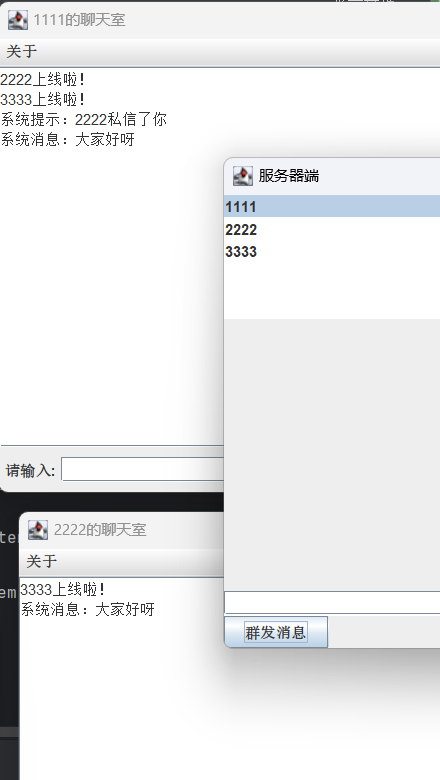 1111的聊天室
关于
2222上线啦!
3333上线啦!
系统提示：2222私信了你
系统消息：大家好呀
服务器端
1111
2222
3333
请输入:
2222的聊天室
关于
3333上线啦!
系统消息：大家好呀
群发消息